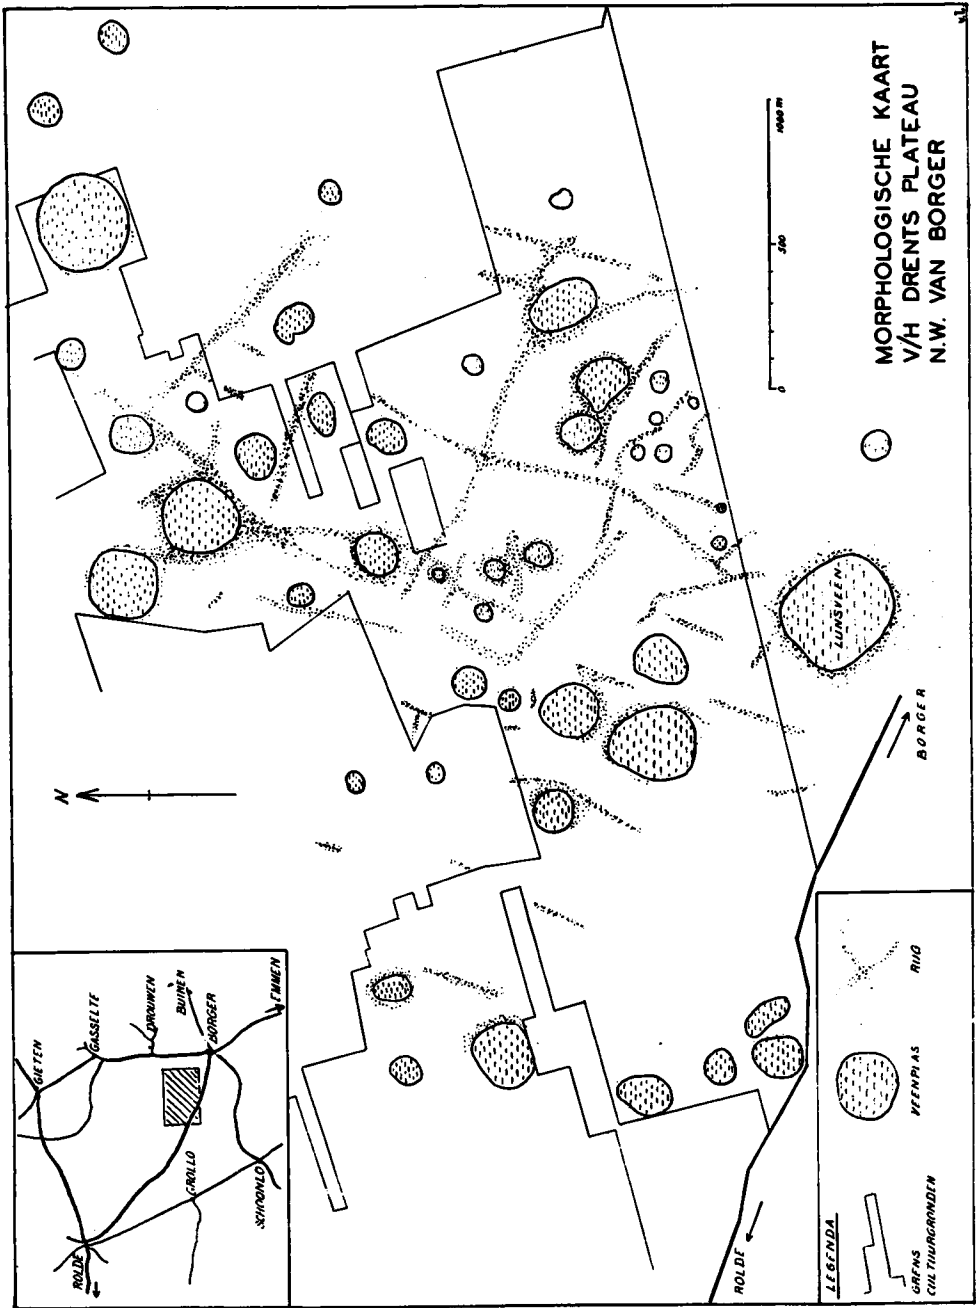 MORPHOLOGISCHE KAART
V/H DRENTS PLATEAU
N.W. VAN BORGER
0 500 1000 m
N
LUNSVEEN
BORGER
ROLDE
ROLDE
GIETEN
GASSELTE
DROUWEN
BUINEN
BORGER
EMMEN
GROLLO
SCHOONLO
LEGENDA
GRENS
CULTUURGRONDEN
VEENPLAS
RUG